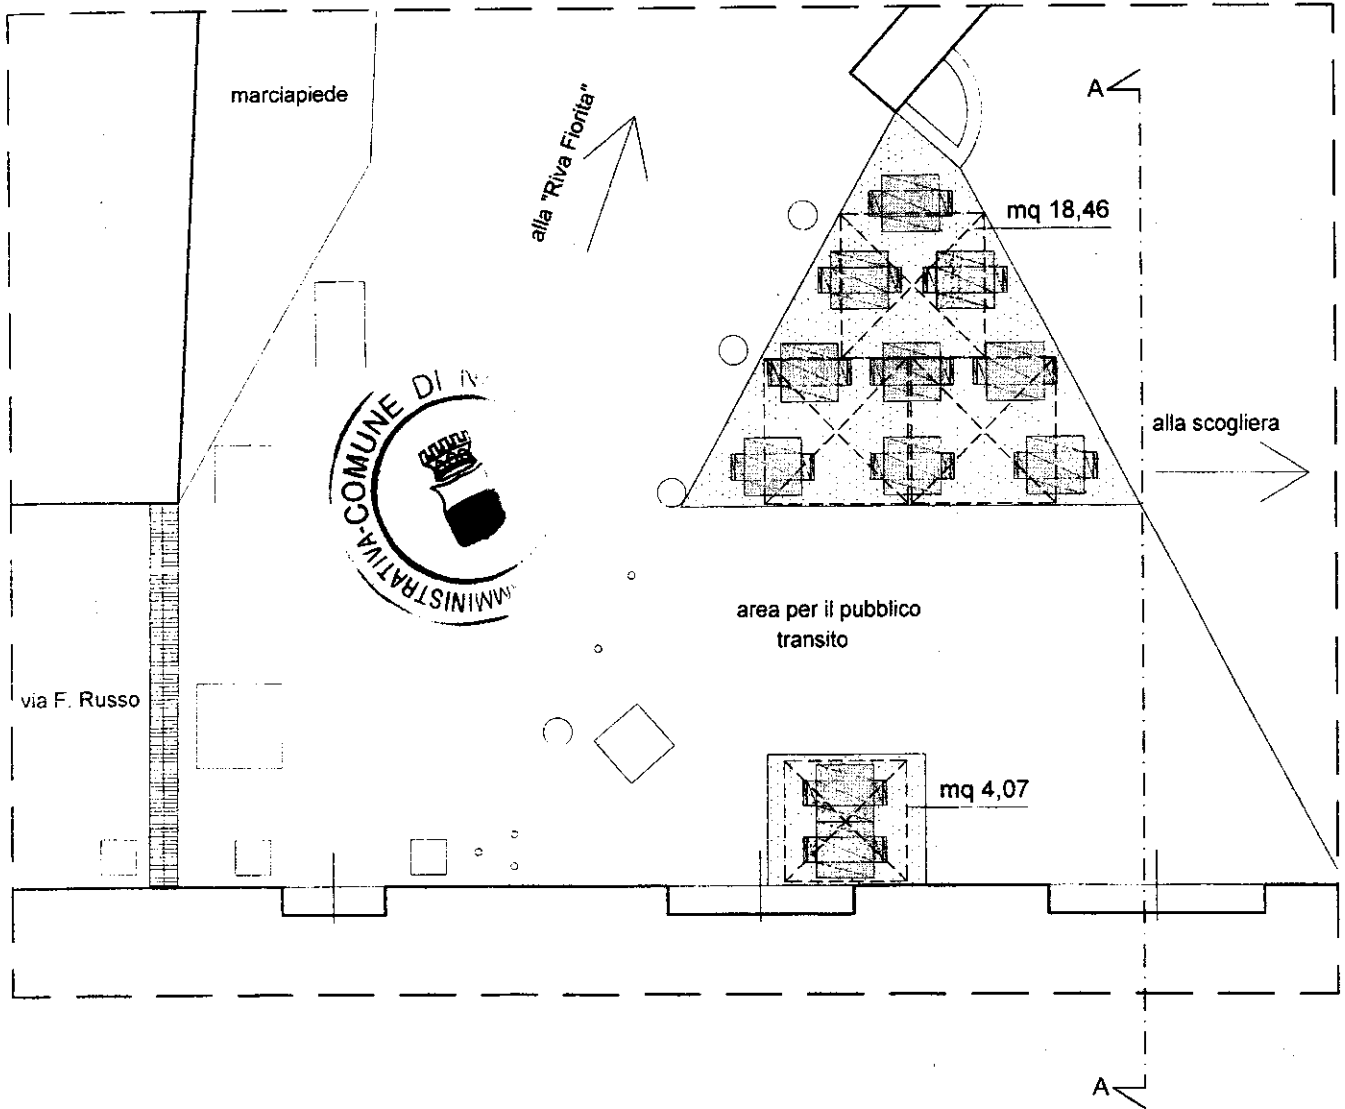 marciapiede
alla "Riva Fiorita"
A
mq 18,46
COMUNE DI
MMINISTRATIVA-
alla scogliera
area per il pubblico
transito
via F. Russo
mq 4,07
A